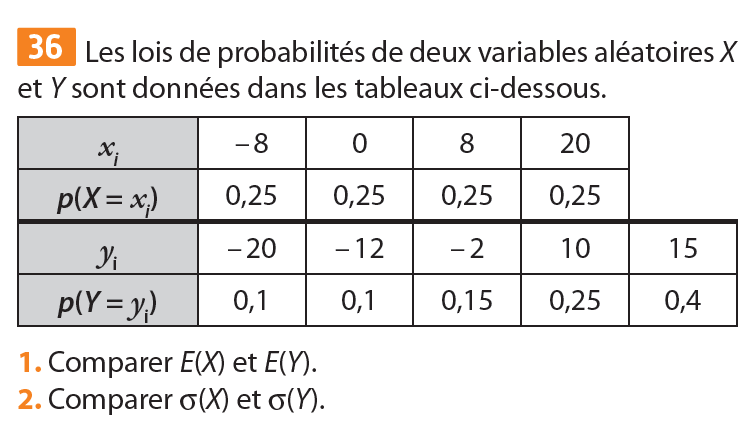 36 Les lois de probabilités de deux variables aléatoires X
et Y sont données dans les tableaux ci-dessous.
xi –8 0 8 20
p(X = xi) 0,25 0,25 0,25 0,25
yi –20 –12 –2 10 15
p(Y = yi) 0,1 0,1 0,15 0,25 0,4
1. Comparer E(X) et E(Y).
2. Comparer σ(X) et σ(Y).